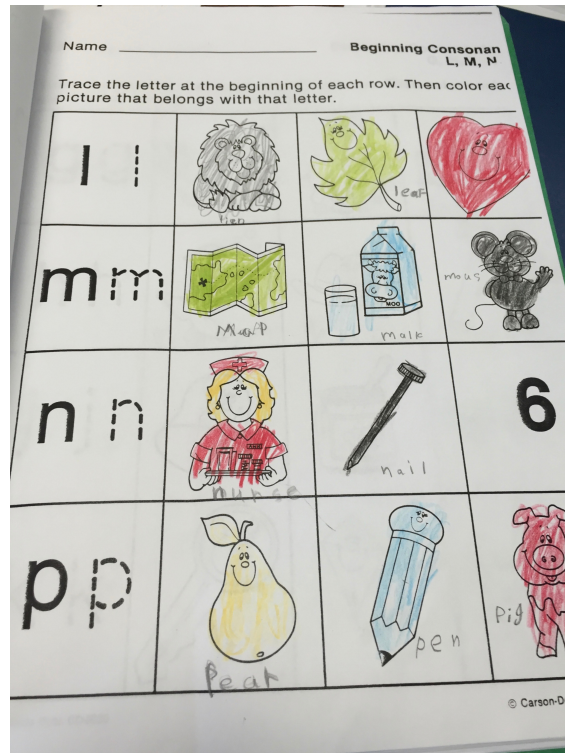 Name
Beginning Consonan
L, M, N
Trace the letter at the beginning of each row. Then color eac
picture that belongs with that letter.
l l
lion
leaf
m m
malk
MOO
mous
n n
nurse
nail
6
p p
pear
pen
pig
© Carson-D